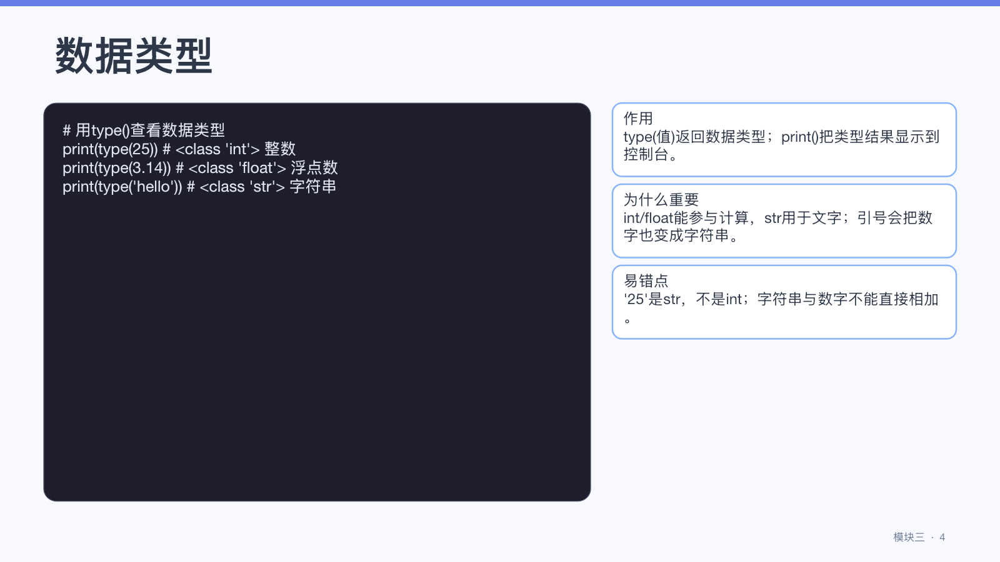 数据类型
# 用type()查看数据类型
print(type(25)) # <class 'int'> 整数
print(type(3.14)) # <class 'float'> 浮点数
print(type('hello')) # <class 'str'> 字符串
作用
type(值)返回数据类型；print()把类型结果显示到
控制台。
为什么重要
int/float能参与计算，str用于文字；引号会把数
字也变成字符串。
易错点
'25'是str，不是int；字符串与数字不能直接相加
。
模块三 · 4